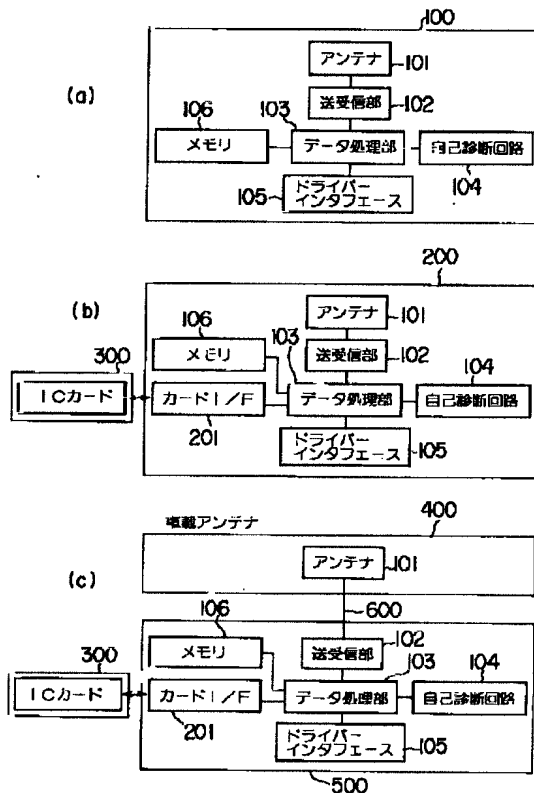 100
(a)
アンテナ
101
送受信部
102
106
メモリ
103
データ処理部
自己診断回路
104
ドライバー
インタフェース
105
200
(b)
アンテナ
101
106
メモリ
103
送受信部
102
300
ICカード
カードI/F
201
データ処理部
104
自己診断回路
ドライバー
インタフェース
105
車載アンテナ
400
(c)
アンテナ
101
600
106
メモリ
送受信部
102
103
300
ICカード
カードI/F
201
データ処理部
104
自己診断回路
ドライバー
インタフェース
105
500